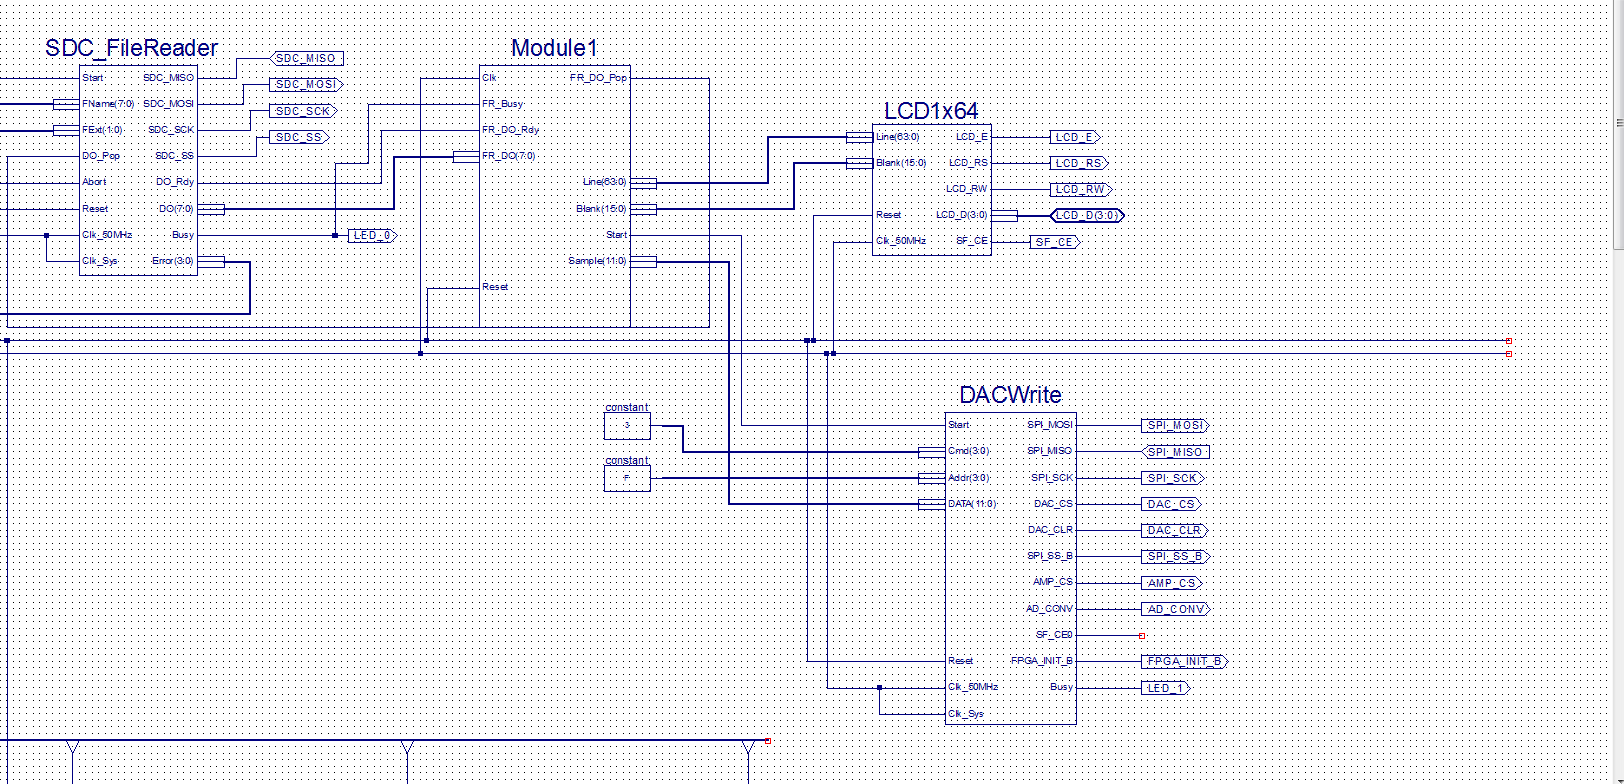 SDC_FileReader
Start
FName(7:0)
FExt(1:0)
DO_Pop
Abort
Reset
Clk_50MHz
Clk_Sys
SDC_MISO
SDC_MOSI
SDC_SCK
SDC_SS
DO_Rdy
DO(7:0)
Busy
Error(3:0)
SDC_MISO
SDC_MOSI
SDC_SCK
SDC_SS
LED_0
Module1
Clk
FR_Busy
FR_DO_Rdy
FR_DO(7:0)
Reset
FR_DO_Pop
Line(63:0)
Blank(15:0)
Start
Sample(11:0)
LCD1x64
Line(63:0)
Blank(15:0)
Reset
Clk_50MHz
LCD_E
LCD_RS
LCD_RW
LCD_D(3:0)
SF_CE
LCD_E
LCD_RS
LCD_RW
LCD_D(3:0)
SF_CE
constant
3
constant
F
DACWrite
Start
Cmd(3:0)
Addr(3:0)
DATA(11:0)
Reset
Clk_50MHz
Clk_Sys
SPI_MOSI
SPI_MISO
SPI_SCK
DAC_CS
DAC_CLR
SPI_SS_B
AMP_CS
AD_CONV
SF_CE0
FPGA_INIT_B
Busy
SPI_MOSI
SPI_MISO
SPI_SCK
DAC_CS
DAC_CLR
SPI_SS_B
AMP_CS
AD_CONV
FPGA_INIT_B
LED_1